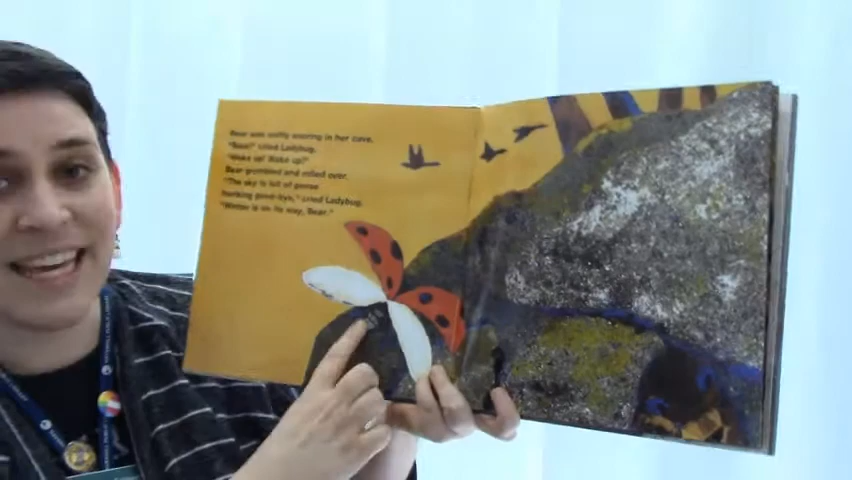 Bear was softly snoring in her cave.
"Bear!" cried Ladybug.
"Wake up! Wake up!"
Bear grumbled and rolled over.
"The sky is full of geese
honking good-bye," cried Ladybug.
"Winter is on its way, Bear."